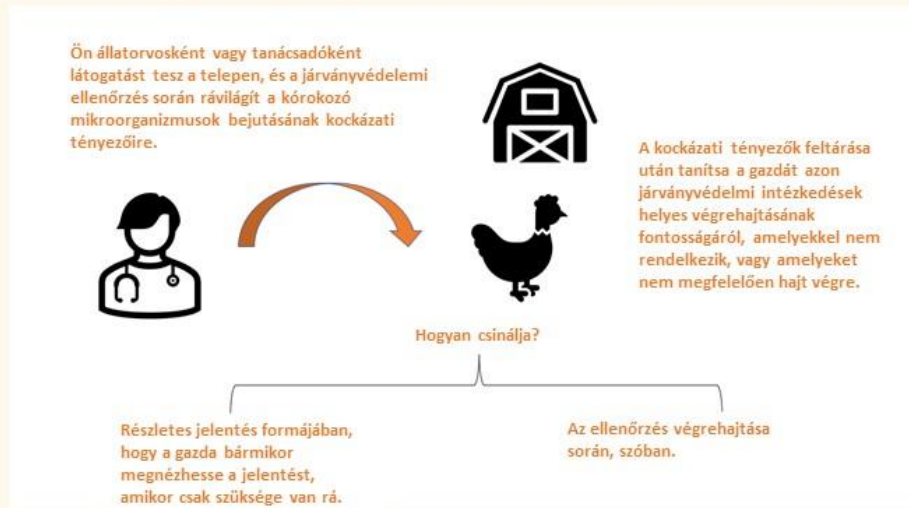 Ön állatorvosként vagy tanácsadóként
látogatást tesz a telepen, és a járványvédelemi
ellenőrzés során rávilágít a kórokozó
mikroorganizmusok bejutásának kockázati
tényezőire.
A kockázati tényezők feltárása
után tanítsa a gazdát azon
járványvédelmi intézkedések
helyes végrehajtásának
fontosságáról, amelyekkel nem
rendelkezik, vagy amelyeket
nem megfelelően hajt végre.
Hogyan csinálja?
Részletes jelentés formájában,
hogy a gazda bármikor
megnézhesse a jelentést,
amikor csak szüksége van rá.
Az ellenőrzés végrehajtása
során, szóban.